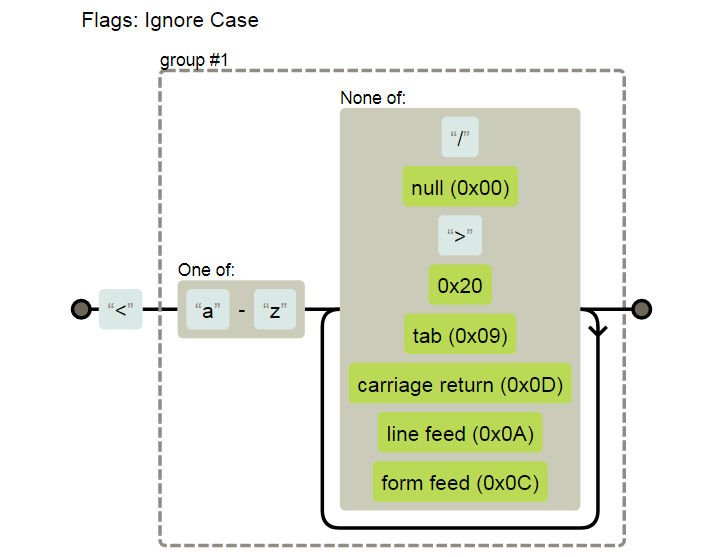 Flags: Ignore Case
group #1
None of:
“/”
null (0x00)
“>”
0x20
One of:
“<”
“a” - “z”
tab (0x09)
carriage return (0x0D)
line feed (0x0A)
form feed (0x0C)